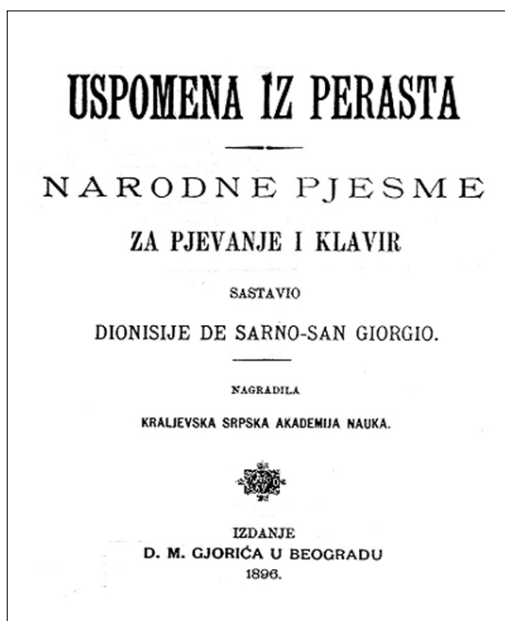 USPOMENA IZ PERASTA
NARODNE PJESME
ZA PJEVANJE I KLAVIR
SASTAVIO
DIONISIJE DE SARNO-SAN GIORGIO.
NAGRADILA
KRALJEVSKA SRPSKA AKADEMIJA NAUKA.
IZDANJE
D. M. GJORIĆA U BEOGRADU
1896.